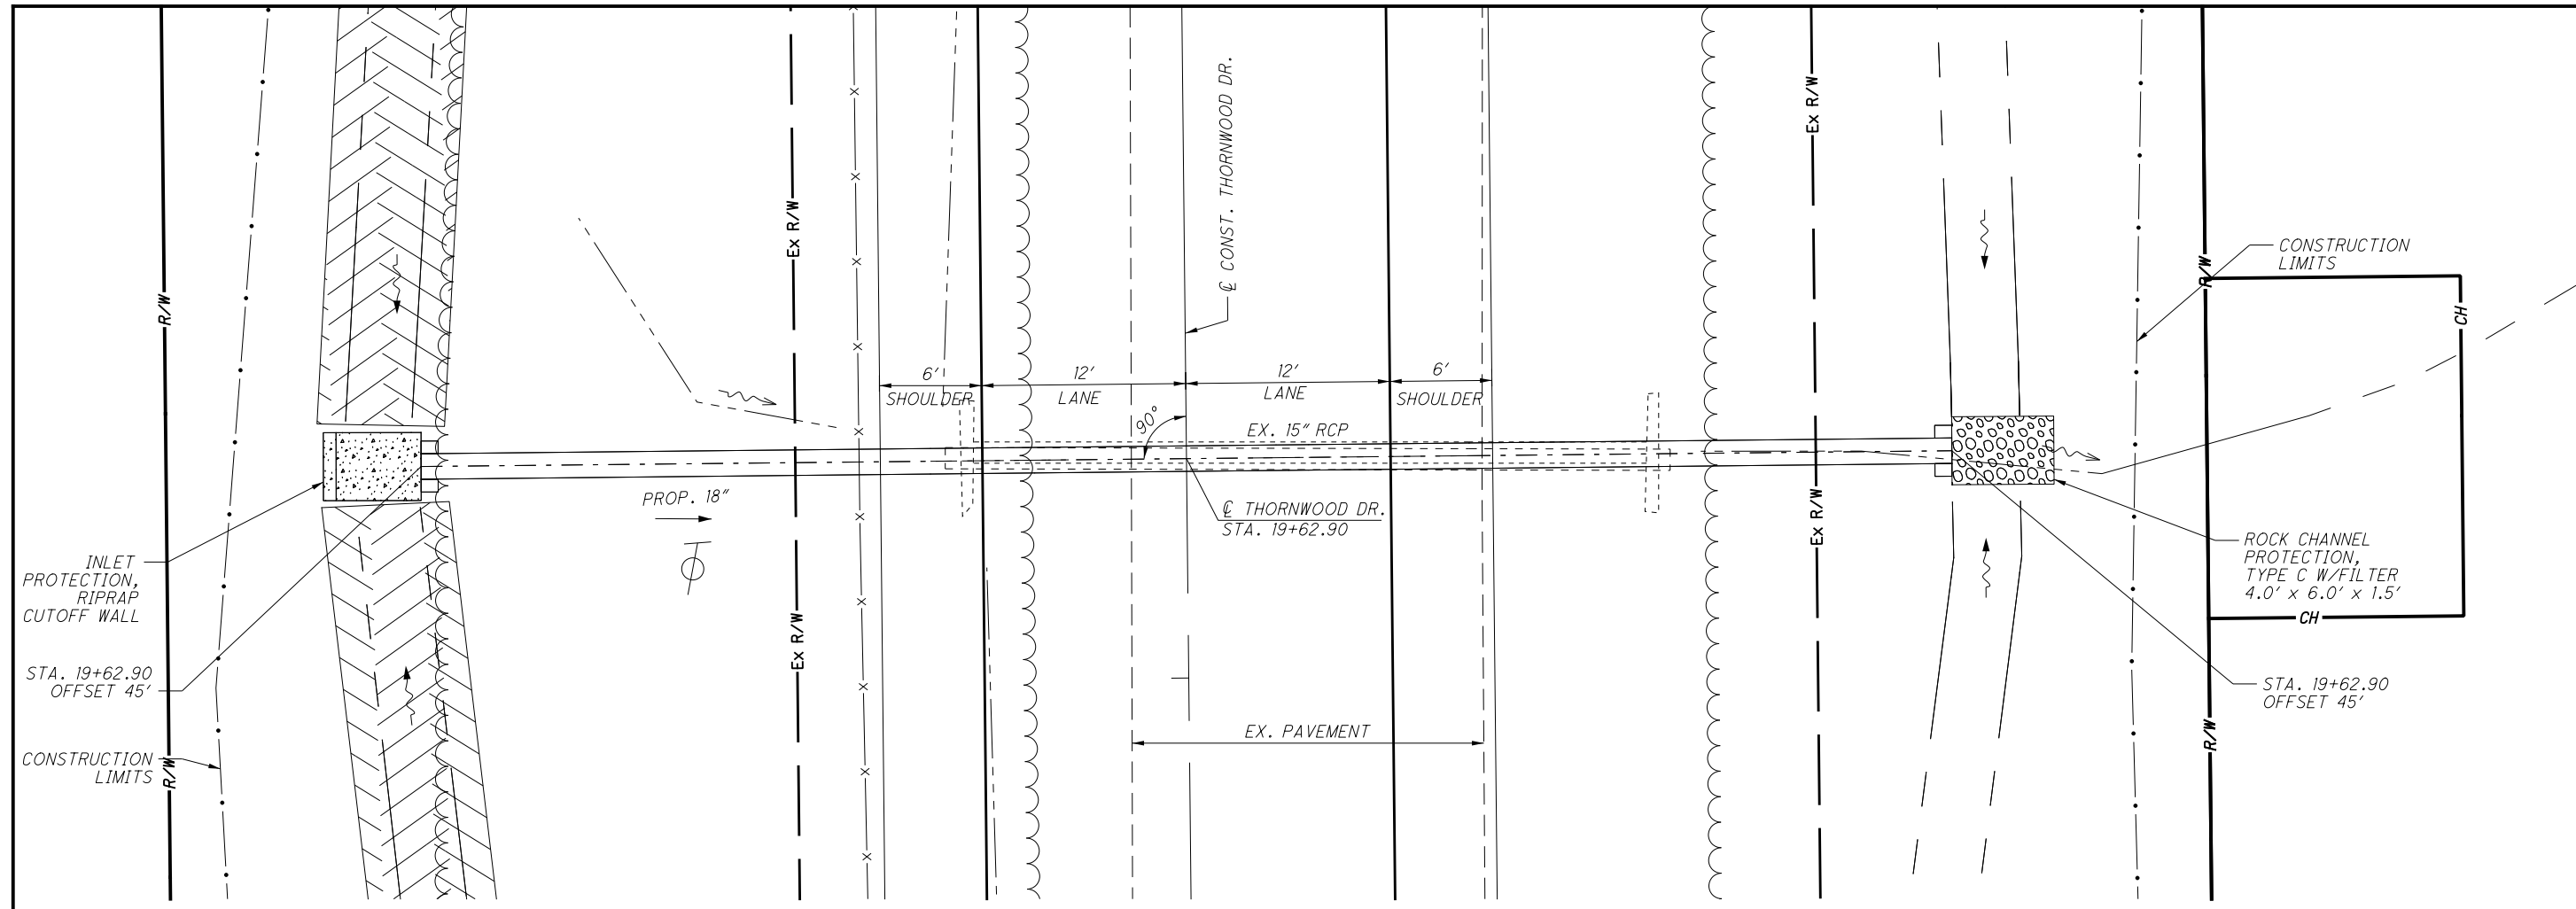 ℄ CONST. THORNWOOD DR.
Ex R/W
Ex R/W
R/W
R/W
CONSTRUCTION
LIMITS
CH
6'
SHOULDER
12'
LANE
12'
LANE
6'
SHOULDER
90°
EX. 15" RCP
PROP. 18"
℄ THORNWOOD DR.
STA. 19+62.90
Ex R/W
Ex R/W
INLET
PROTECTION,
RIPRAP
CUTOFF WALL
ROCK CHANNEL
PROTECTION,
TYPE C W/FILTER
4.0' x 6.0' x 1.5'
CH
STA. 19+62.90
OFFSET 45'
STA. 19+62.90
OFFSET 45'
EX. PAVEMENT
CONSTRUCTION
LIMITS
R/W
R/W